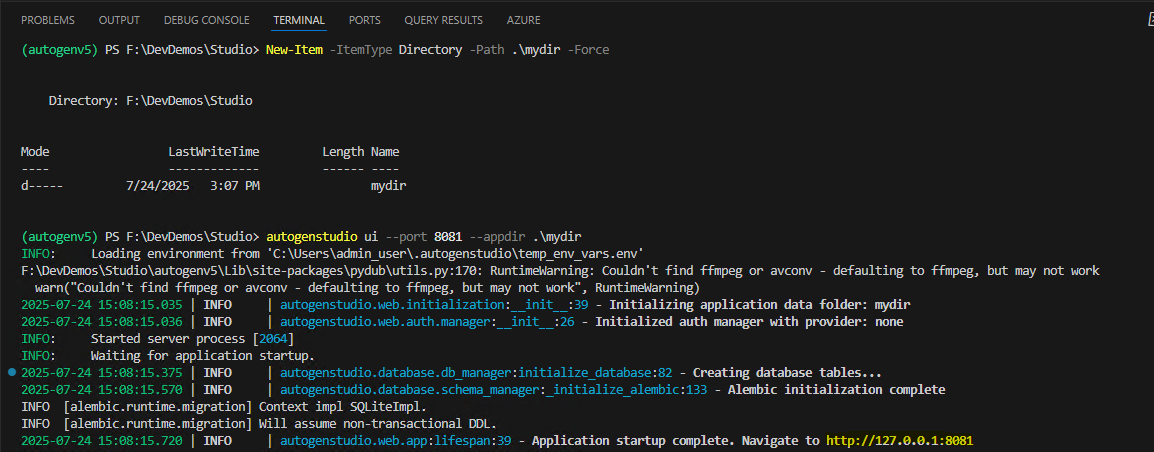 PROBLEMS OUTPUT DEBUG CONSOLE TERMINAL PORTS QUERY RESULTS AZURE
(autogenv5) PS F:\DevDemos\Studio> New-Item -ItemType Directory -Path .\mydir -Force
Directory: F:\DevDemos\Studio
Mode LastWriteTime Length Name
---- ------------- ------ ----
d----- 7/24/2025 3:07 PM mydir
(autogenv5) PS F:\DevDemos\Studio> autogenstudio ui --port 8081 --appdir .\mydir
INFO: Loading environment from 'C:\Users\admin_user\.autogenstudio\temp_env_vars.env'
F:\DevDemos\Studio\autogenv5\Lib\site-packages\pydub\utils.py:170: RuntimeWarning: Couldn't find ffmpeg or avconv - defaulting to ffmpeg, but may not work
warn("Couldn't find ffmpeg or avconv - defaulting to ffmpeg, but may not work", RuntimeWarning)
2025-07-24 15:08:15.035 | INFO | autogenstudio.web.initialization:__init__:39 - Initializing application data folder: mydir
2025-07-24 15:08:15.036 | INFO | autogenstudio.web.auth.manager:__init__:26 - Initialized auth manager with provider: none
INFO: Started server process [2064]
INFO: Waiting for application startup.
2025-07-24 15:08:15.375 | INFO | autogenstudio.database.db_manager:initialize_database:82 - Creating database tables...
2025-07-24 15:08:15.570 | INFO | autogenstudio.database.schema_manager:_initialize_alembic:133 - Alembic initialization complete
INFO [alembic.runtime.migration] Context impl SQLiteImpl.
INFO [alembic.runtime.migration] Will assume non-transactional DDL.
2025-07-24 15:08:15.720 | INFO | autogenstudio.web.app:lifespan:39 - Application startup complete. Navigate to http://127.0.0.1:8081